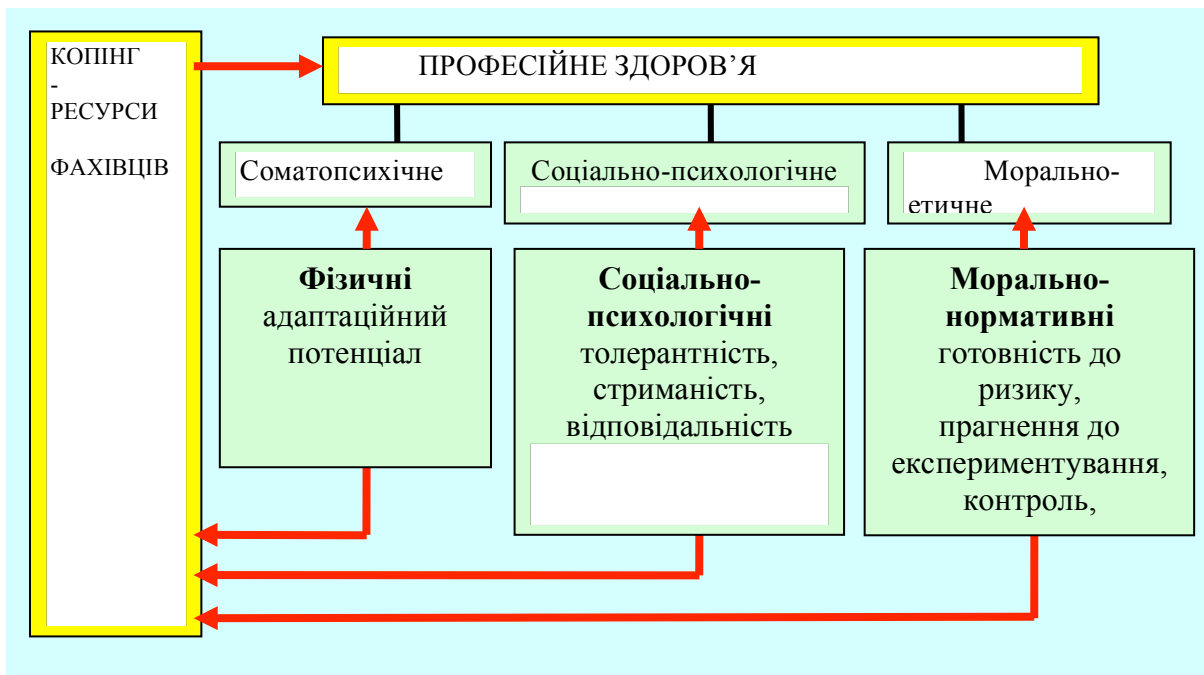 КОПІНГ
-
РЕСУРСИ
ФАХІВЦІВ
ПРОФЕСІЙНЕ ЗДОРОВ’Я
Соматопсихічне
Соціально-психологічне
Морально-
етичне
Фізичні
адаптаційний
потенціал
Соціально-
психологічні
толерантність,
стриманість,
відповідальність
Морально-
нормативні
готовність до
ризику,
прагнення до
експериментування,
контроль,